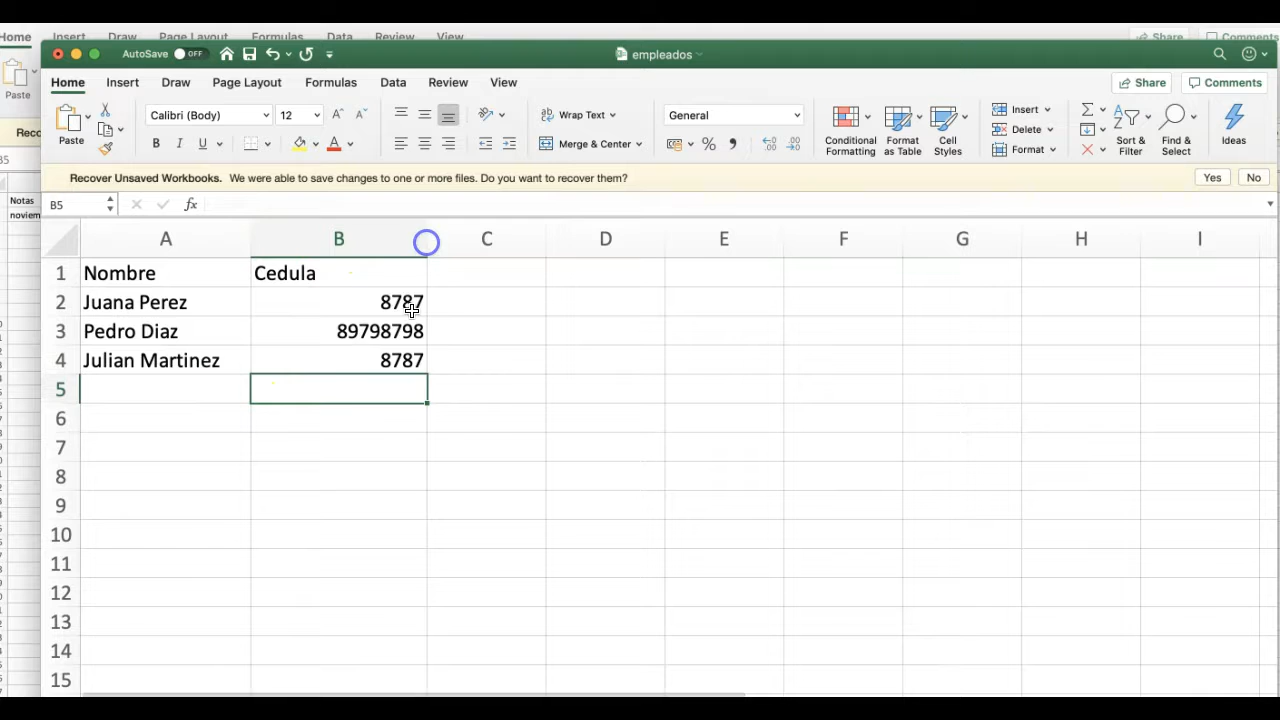 Home Insert Draw Page Layout Formulas Data Review View Share Comments
AutoSave OFF empleados
Home Insert Draw Page Layout Formulas Data Review View Share Comments
Paste Calibri (Body) 12 Wrap Text General Insert
Paste Merge & Center Conditional Formatting Format as Table Cell Styles Delete Format Sort & Filter Find & Select Ideas
Recover Unsaved Workbooks. We were able to save changes to one or more files. Do you want to recover them? Yes No
B5 fx
Notas
A B C D E F G H I
1 Nombre Cedula
2 Juana Perez 8787
3 Pedro Diaz 89798798
4 Julian Martinez 8787
5
6
7
8
9
10
11
12
13
14
15